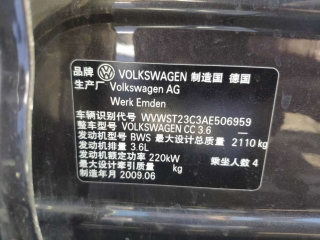 品牌 VOLKSWAGEN 制造国 德国
生产厂 Volkswagen AG
Werk Emden
车辆识别代号 WVWST23C3AE506959
整车型号 VOLKSWAGEN CC 3.6 —
发动机型号 BWS 最大设计总质量 2110 kg
发动机排量 3.6L
发动机额定功率 220kW 乘坐人数 4
最大设计牵引质量 — kg
制造年月 2009.06